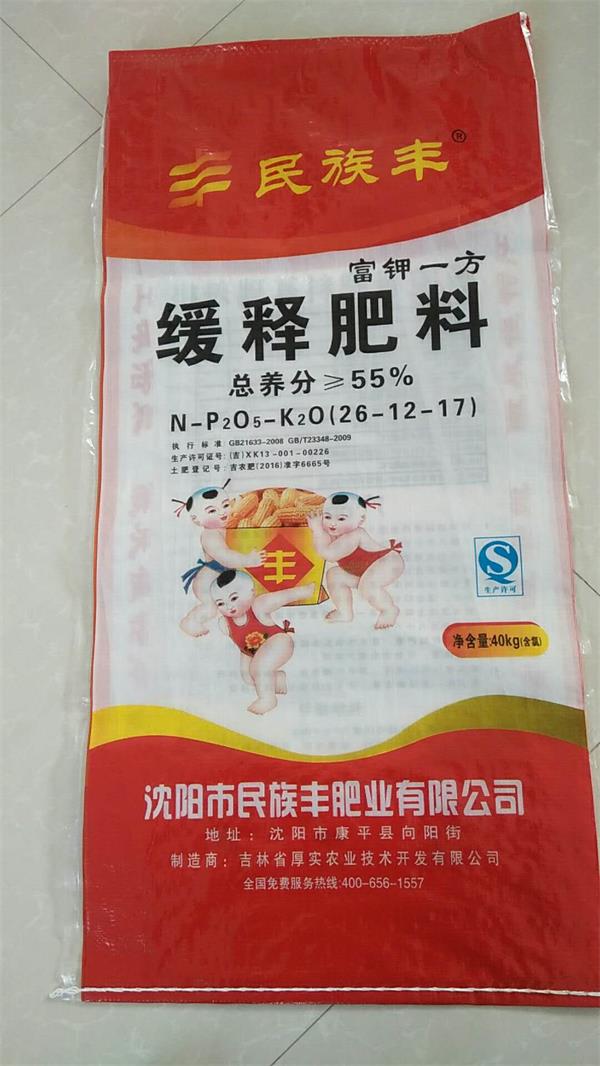 民族丰®
富钾一方
缓释肥料
总养分≥55%
N-P2O5-K2O(26-12-17)
执行标准:GB21633-2008 GB/T23348-2009
生产许可证号:(吉)XK13-001-00226
土肥登记号:吉农肥(2016)准字6665号
丰
S
生产许可
净含量:40kg(含氯)
沈阳市民族丰肥业有限公司
地址：沈阳市康平县向阳街
制造商：吉林省厚实农业技术开发有限公司
全国免费服务热线:400-656-1557